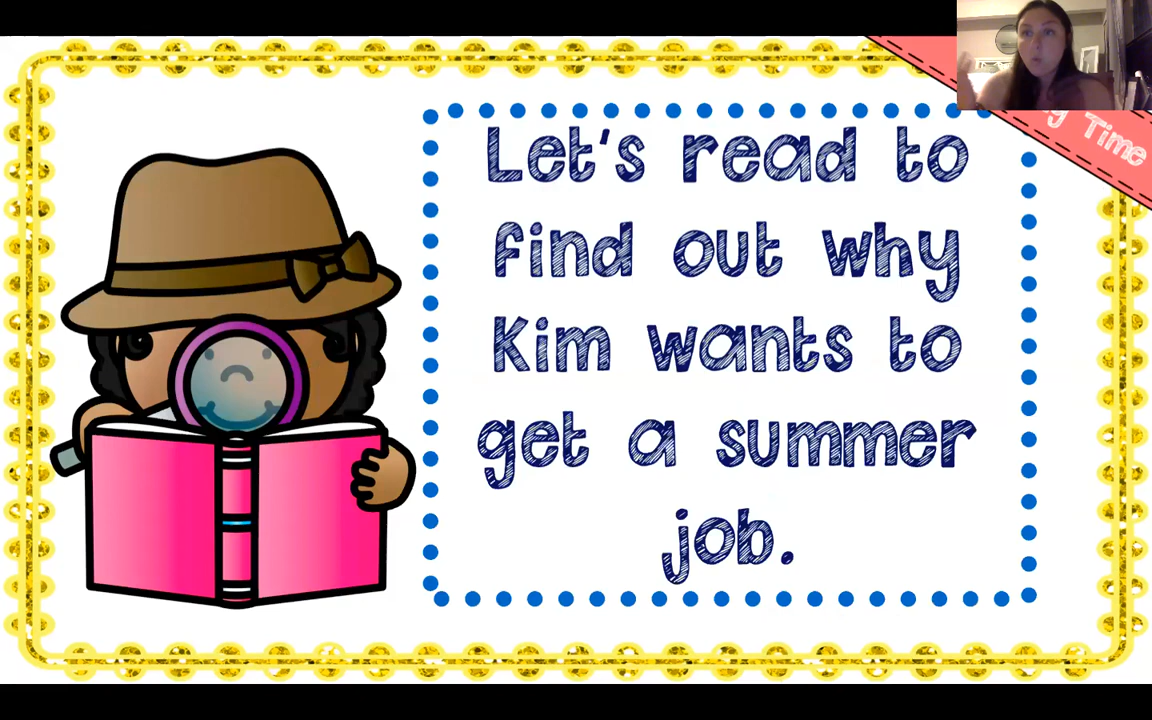 Let's read to
find out why
Kim wants to
get a summer
job.
Time